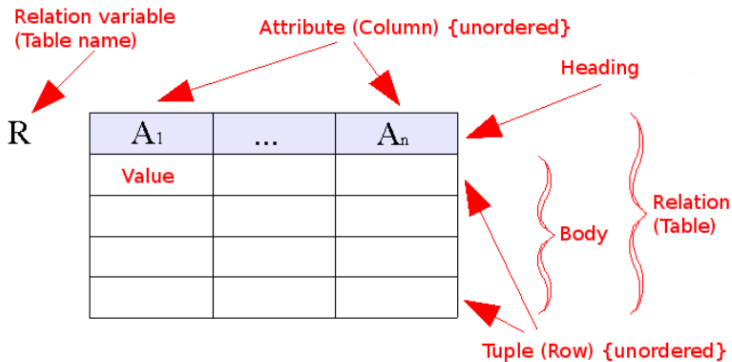 Relation variable
(Table name)
Attribute (Column) {unordered}
Heading
R
A1 ... An
Value
Body
Relation
(Table)
Tuple (Row) {unordered}